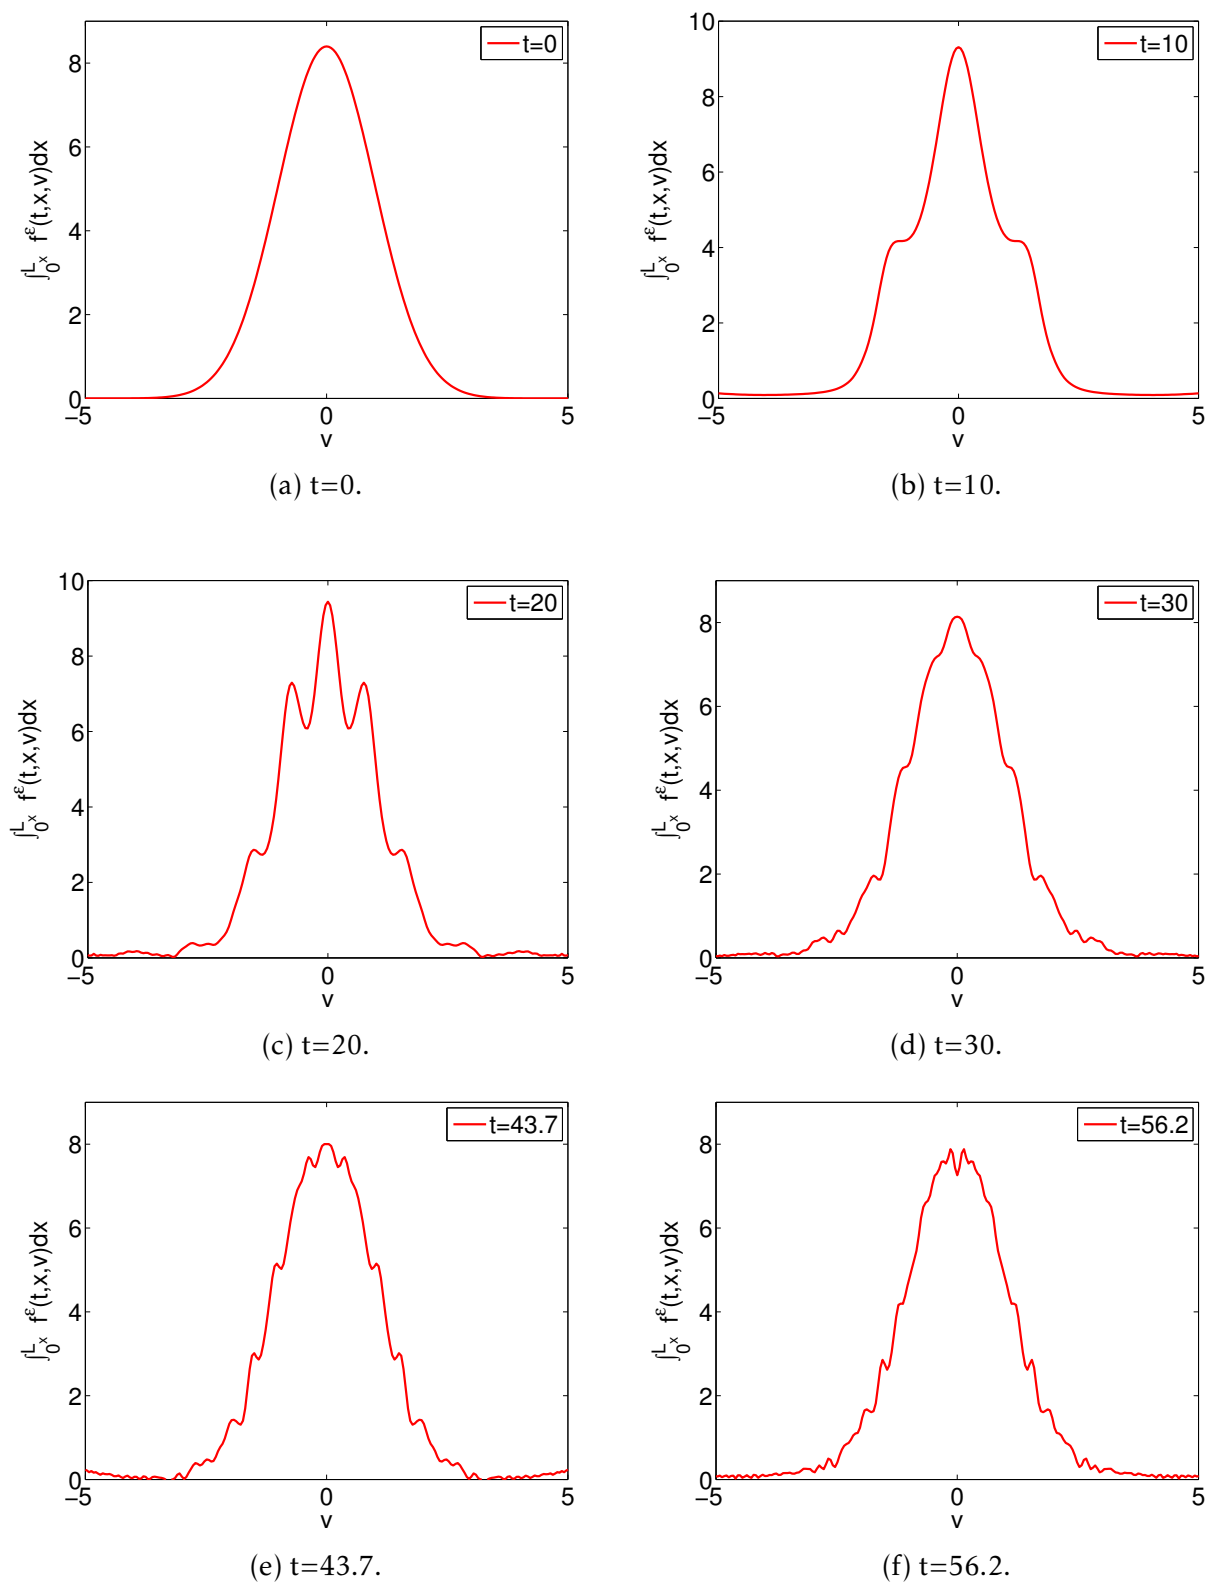 t=0
8
6
4
2
0
−5
0
5
v
∫₀ᴸˣ fᵋ(t,x,v)dx
(a) t=0.
t=10
10
8
6
4
2
0
−5
0
5
v
∫₀ᴸˣ fᵋ(t,x,v)dx
(b) t=10.
t=20
10
8
6
4
2
0
−5
0
5
v
∫₀ᴸˣ fᵋ(t,x,v)dx
(c) t=20.
t=30
8
6
4
2
0
−5
0
5
v
∫₀ᴸˣ fᵋ(t,x,v)dx
(d) t=30.
t=43.7
8
6
4
2
0
−5
0
5
v
∫₀ᴸˣ fᵋ(t,x,v)dx
(e) t=43.7.
t=56.2
8
6
4
2
0
−5
0
5
v
∫₀ᴸˣ fᵋ(t,x,v)dx
(f) t=56.2.